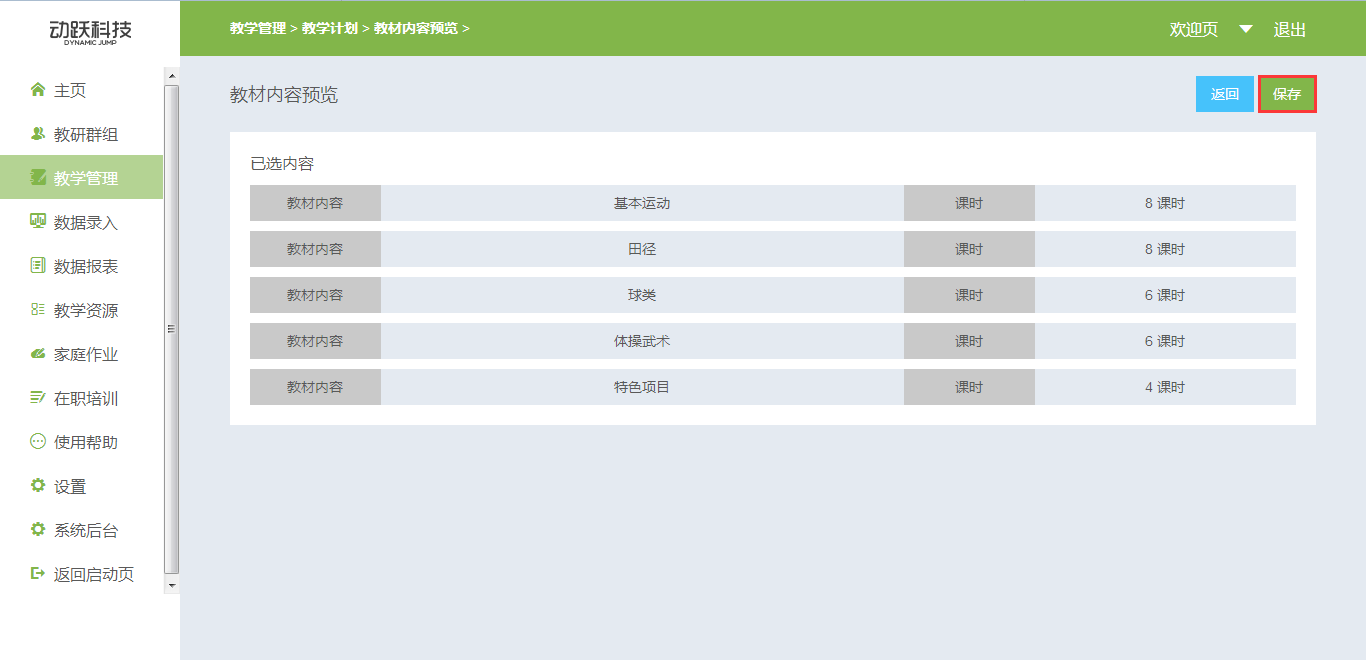 动跃科技
DYNAMIC JUMP
教学管理 > 教学计划 > 教材内容预览 >
欢迎页
退出
主页
教研群组
教学管理
数据录入
数据报表
教学资源
家庭作业
在职培训
使用帮助
设置
系统后台
返回启动页
教材内容预览
返回
保存
已选内容
教材内容 基本运动 课时 8 课时
教材内容 田径 课时 8 课时
教材内容 球类 课时 6 课时
教材内容 体操武术 课时 6 课时
教材内容 特色项目 课时 4 课时